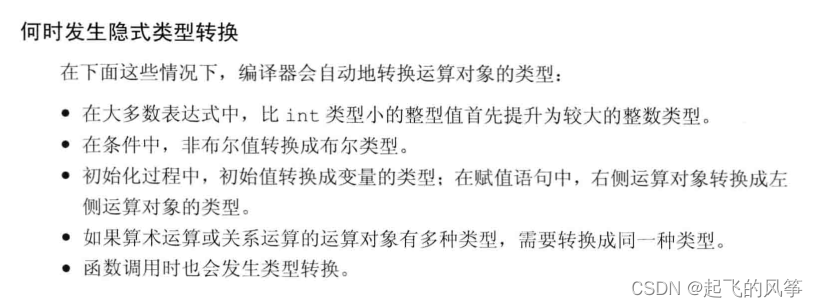 何时发生隐式类型转换
在下面这些情况下，编译器会自动地转换运算对象的类型：
● 在大多数表达式中，比 int 类型小的整型值首先提升为较大的整数类型。
● 在条件中，非布尔值转换成布尔类型。
● 初始化过程中，初始值转换成变量的类型；在赋值语句中，右侧运算对象转换成左
侧运算对象的类型。
● 如果算术运算或关系运算的运算对象有多种类型，需要转换成同一种类型。
● 函数调用时也会发生类型转换。
CSDN @起飞的风筝